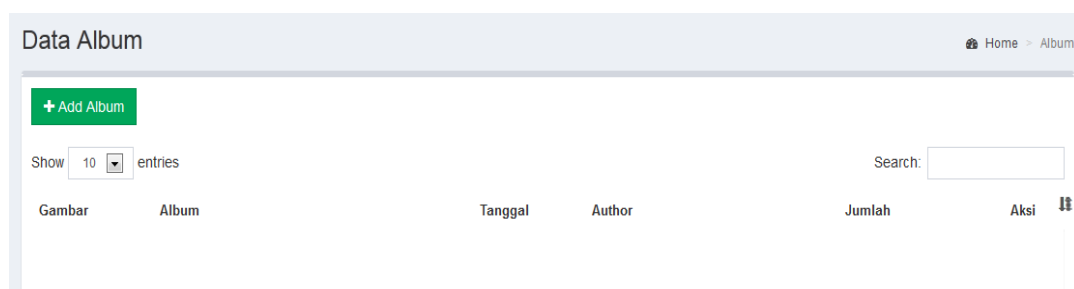 Data Album
Home > Album
+ Add Album
Show 10 entries
Search:
Gambar Album Tanggal Author Jumlah Aksi